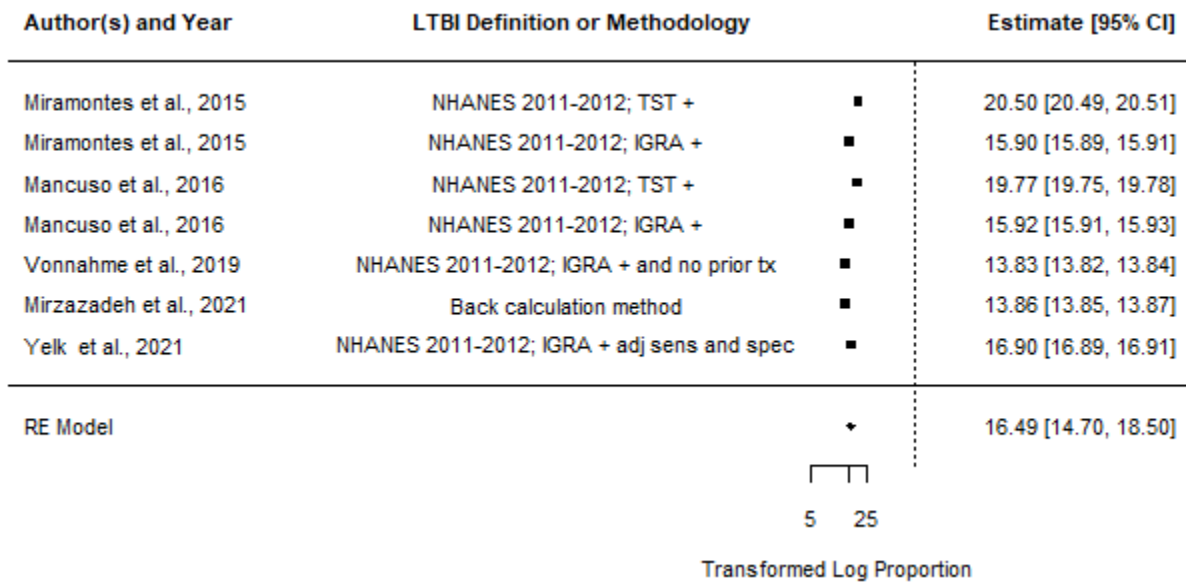 Author(s) and Year LTBI Definition or Methodology Estimate [95% CI]
Miramontes et al., 2015 NHANES 2011-2012; TST + 20.50 [20.49, 20.51]
Miramontes et al., 2015 NHANES 2011-2012; IGRA + 15.90 [15.89, 15.91]
Mancuso et al., 2016 NHANES 2011-2012; TST + 19.77 [19.75, 19.78]
Mancuso et al., 2016 NHANES 2011-2012; IGRA + 15.92 [15.91, 15.93]
Vonnahme et al., 2019 NHANES 2011-2012; IGRA + and no prior tx 13.83 [13.82, 13.84]
Mirzazadeh et al., 2021 Back calculation method 13.86 [13.85, 13.87]
Yelk et al., 2021 NHANES 2011-2012; IGRA + adj sens and spec 16.90 [16.89, 16.91]
RE Model 16.49 [14.70, 18.50]
5 25
Transformed Log Proportion